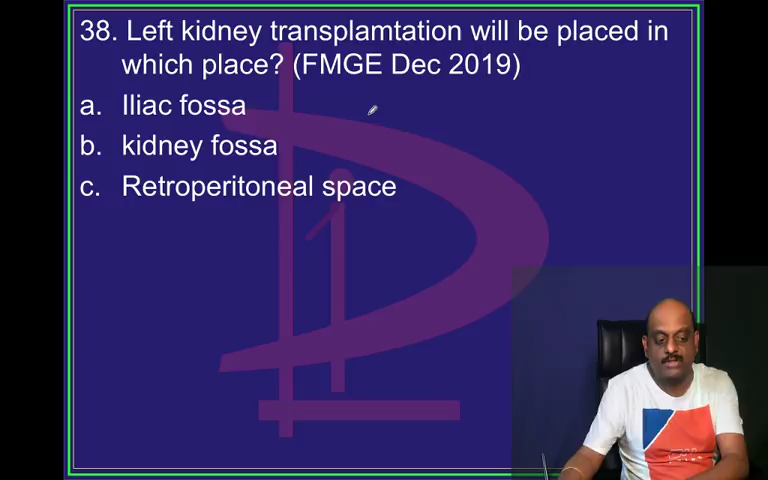 38. Left kidney transplamtation will be placed in
which place? (FMGE Dec 2019)
a. Iliac fossa
b. kidney fossa
c. Retroperitoneal space